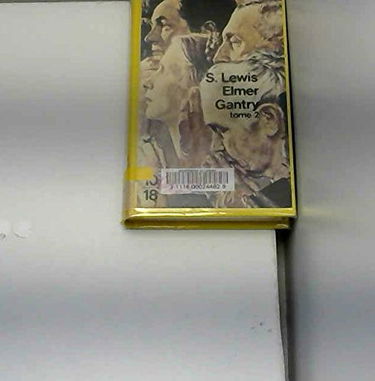 S. Lewis
Elmer
Gantry
tome 2
10
18